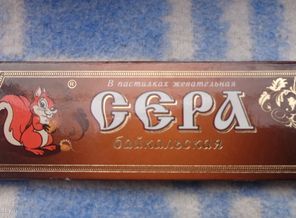 В пастилках жевательная
®
СЕРА
байкальская